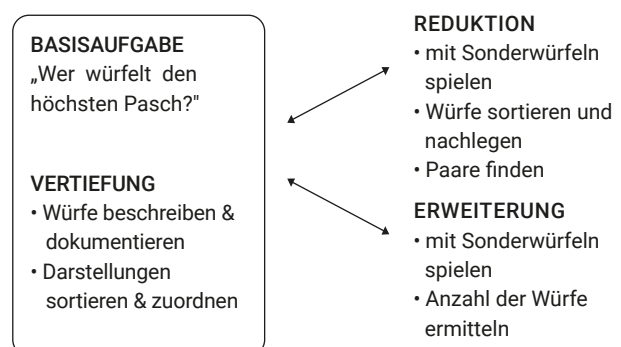 BASISAUFGABE
„Wer würfelt den
höchsten Pasch?"
VERTIEFUNG
• Würfe beschreiben &
dokumentieren
• Darstellungen
sortieren & zuordnen
REDUKTION
• mit Sonderwürfeln
spielen
• Würfe sortieren und
nachlegen
• Paare finden
ERWEITERUNG
• mit Sonderwürfeln
spielen
• Anzahl der Würfe
ermitteln